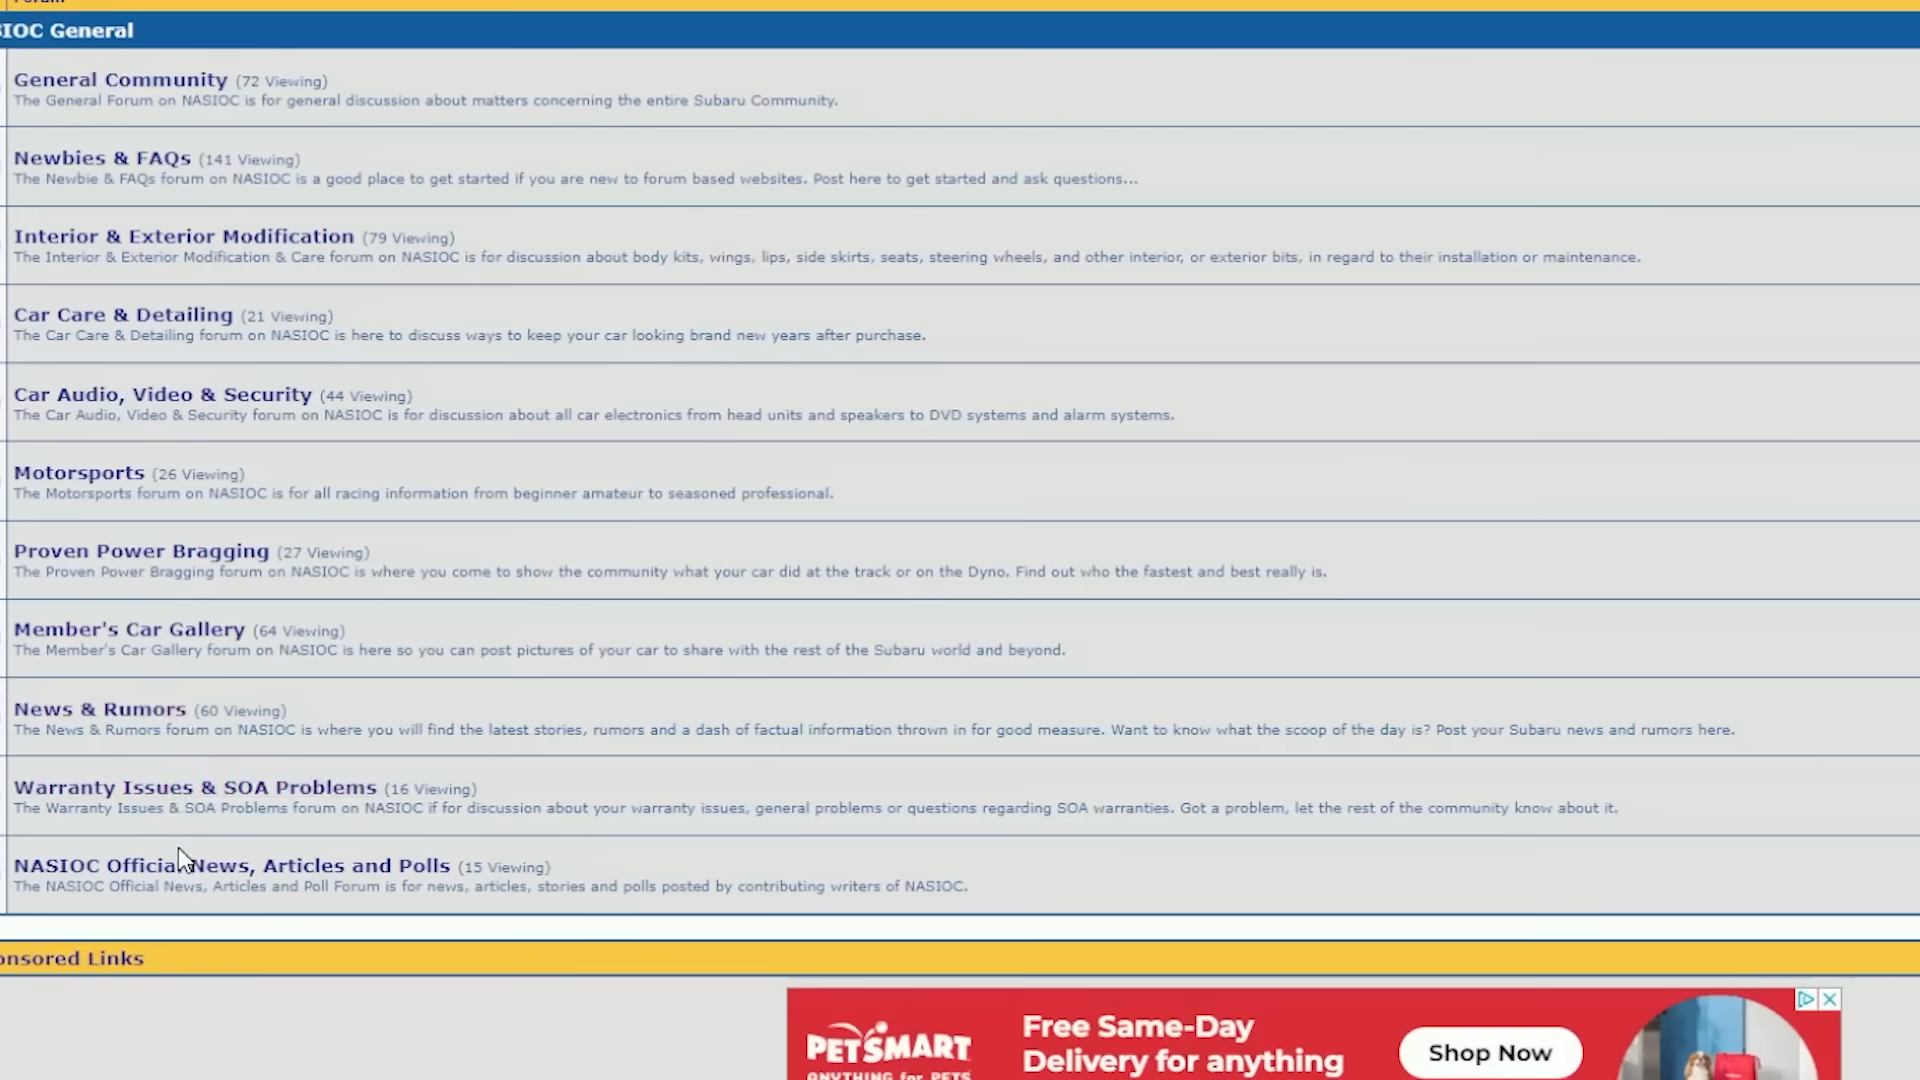 IOC General
General Community (72 Viewing)
The General Forum on NASIOC is for general discussion about matters concerning the entire Subaru Community.
Newbies & FAQs (141 Viewing)
The Newbie & FAQs forum on NASIOC is a good place to get started if you are new to forum based websites. Post here to get started and ask questions...
Interior & Exterior Modification (79 Viewing)
The Interior & Exterior Modification & Care forum on NASIOC is for discussion about body kits, wings, lips, side skirts, seats, steering wheels, and other interior, or exterior bits, in regard to their installation or maintenance.
Car Care & Detailing (21 Viewing)
The Car Care & Detailing forum on NASIOC is here to discuss ways to keep your car looking brand new years after purchase.
Car Audio, Video & Security (44 Viewing)
The Car Audio, Video & Security forum on NASIOC is for discussion about all car electronics from head units and speakers to DVD systems and alarm systems.
Motorsports (26 Viewing)
The Motorsports forum on NASIOC is for all racing information from beginner amateur to seasoned professional.
Proven Power Bragging (27 Viewing)
The Proven Power Bragging forum on NASIOC is where you come to show the community what your car did at the track or on the Dyno. Find out who the fastest and best really is.
Member's Car Gallery (64 Viewing)
The Member's Car Gallery forum on NASIOC is here so you can post pictures of your car to share with the rest of the Subaru world and beyond.
News & Rumors (60 Viewing)
The News & Rumors forum on NASIOC is where you will find the latest stories, rumors and a dash of factual information thrown in for good measure. Want to know what the scoop of the day is? Post your Subaru news and rumors here.
Warranty Issues & SOA Problems (16 Viewing)
The Warranty Issues & SOA Problems forum on NASIOC if for discussion about your warranty issues, general problems or questions regarding SOA warranties. Got a problem, let the rest of the community know about it.
NASIOC Official News, Articles and Polls (15 Viewing)
The NASIOC Official News, Articles and Poll Forum is for news, articles, stories and polls posted by contributing writers of NASIOC.
onsored Links
PETSMART
ANYTHING for PETS
Free Same-Day
Delivery for anything
Shop Now